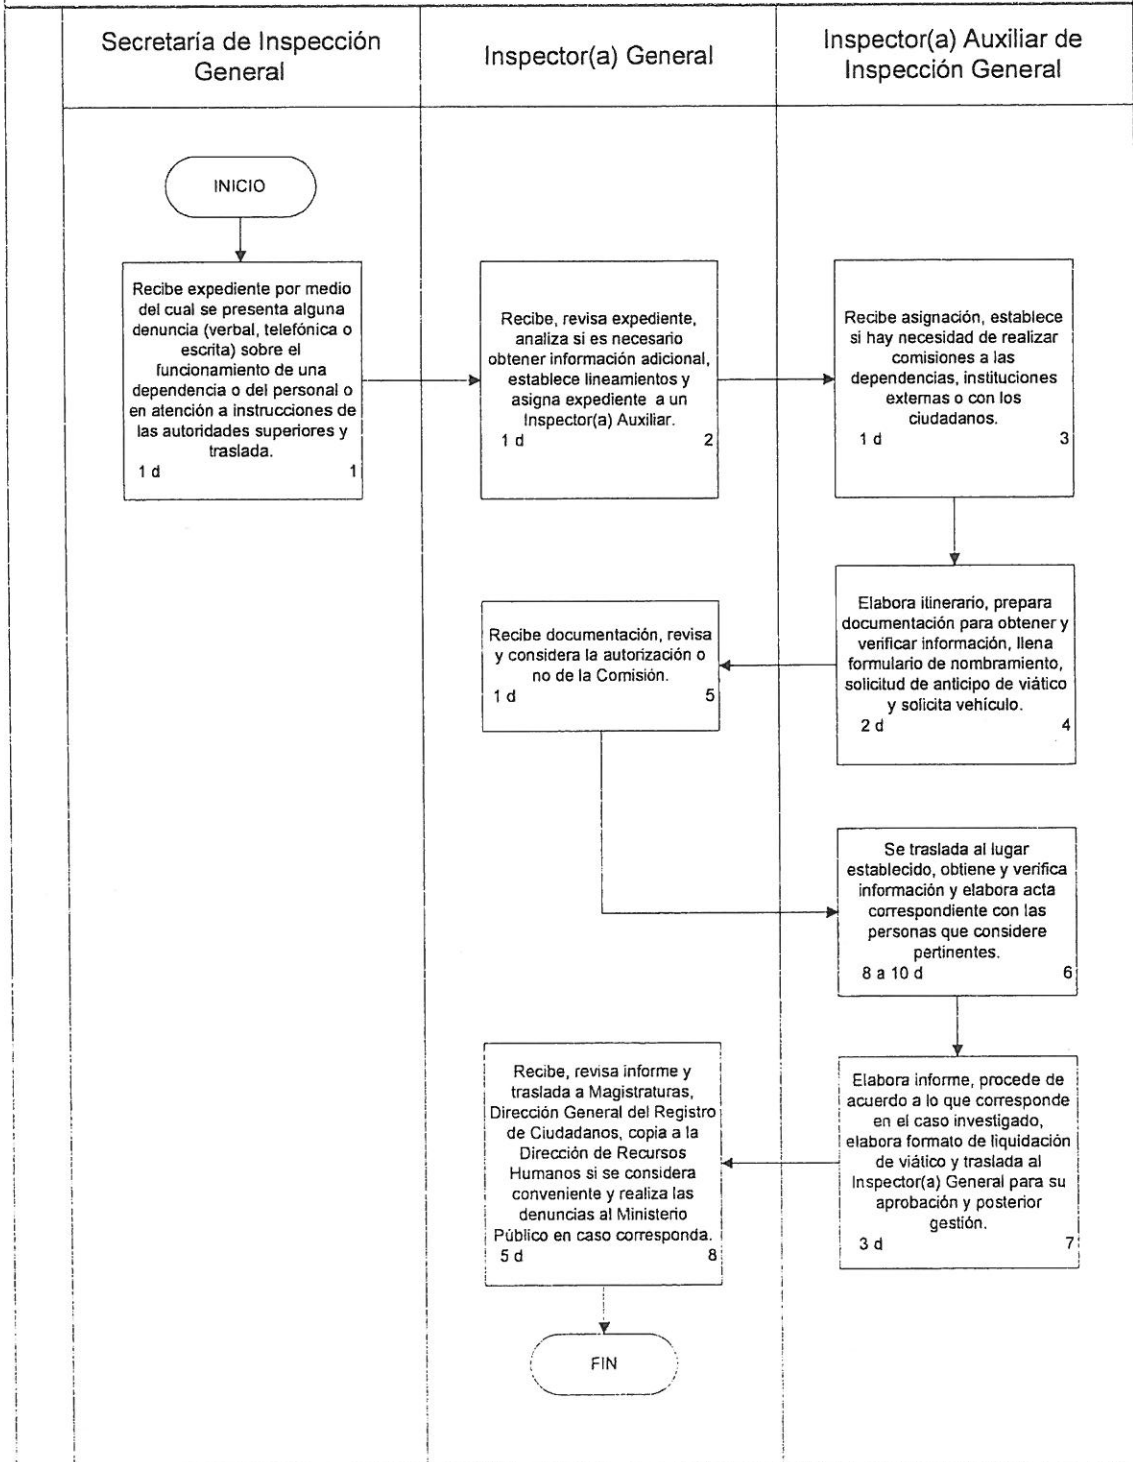 Secretaría de Inspección
General
Inspector(a) General
Inspector(a) Auxiliar de
Inspección General
INICIO
Recibe expediente por medio
del cual se presenta alguna
denuncia (verbal, telefónica o
escrita) sobre el
funcionamiento de una
dependencia o del personal o
en atención a instrucciones de
las autoridades superiores y
traslada.
1 d 1
Recibe, revisa expediente,
analiza si es necesario
obtener información adicional,
establece lineamientos y
asigna expediente a un
Inspector(a) Auxiliar.
1 d 2
Recibe asignación, establece
si hay necesidad de realizar
comisiones a las
dependencias, instituciones
externas o con los
ciudadanos.
1 d 3
Elabora itinerario, prepara
documentación para obtener y
verificar información, llena
formulario de nombramiento,
solicitud de anticipo de viático
y solicita vehículo.
2 d 4
Recibe documentación, revisa
y considera la autorización o
no de la Comisión.
1 d 5
Se traslada al lugar
establecido, obtiene y verifica
información y elabora acta
correspondiente con las
personas que considere
pertinentes.
8 a 10 d 6
Elabora informe, procede de
acuerdo a lo que corresponde
en el caso investigado,
elabora formato de liquidación
de viático y traslada al
Inspector(a) General para su
aprobación y posterior
gestión.
3 d 7
Recibe, revisa informe y
traslada a Magistraturas,
Dirección General del Registro
de Ciudadanos, copia a la
Dirección de Recursos
Humanos si se considera
conveniente y realiza las
denuncias al Ministerio
Público en caso corresponda.
5 d 8
FIN